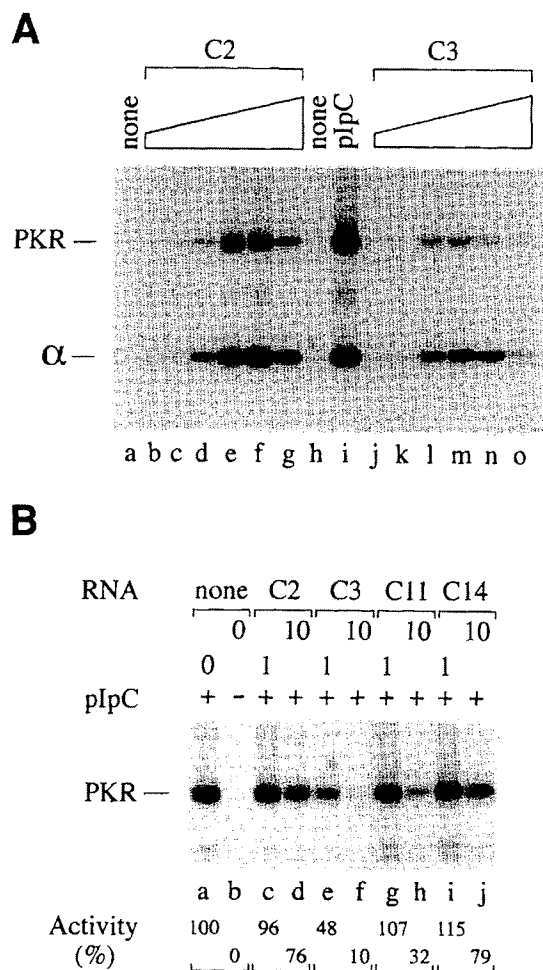 A
C2
C3
none
none
pIpC
PKR
α
a b c d e f g h i j k l m n o
B
RNA none C2 C3 C11 C14
0 10 10 10 10
0 1 1 1 1
pIpC + - + + + + + + + +
PKR
a b c d e f g h i j
Activity 100 96 48 107 115
(%) 0 76 10 32 79